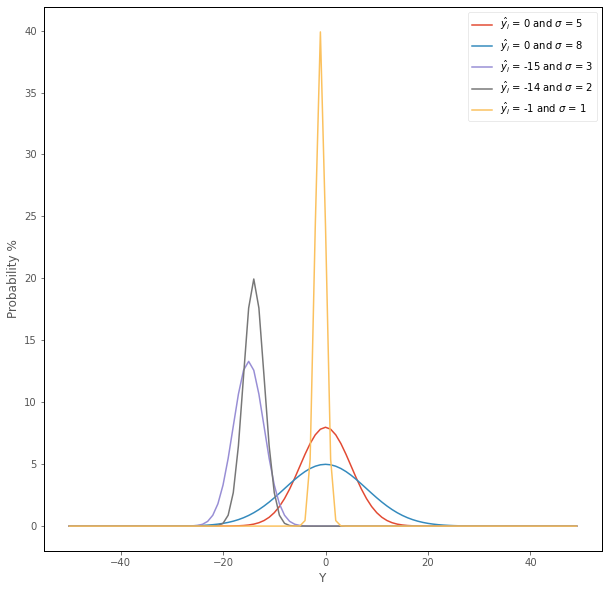 40
35
30
25
20
15
10
5
0
Probability %
−40
−20
0
20
40
Y
ŷᵢ = 0 and σ = 5
ŷᵢ = 0 and σ = 8
ŷᵢ = -15 and σ = 3
ŷᵢ = -14 and σ = 2
ŷᵢ = -1 and σ = 1